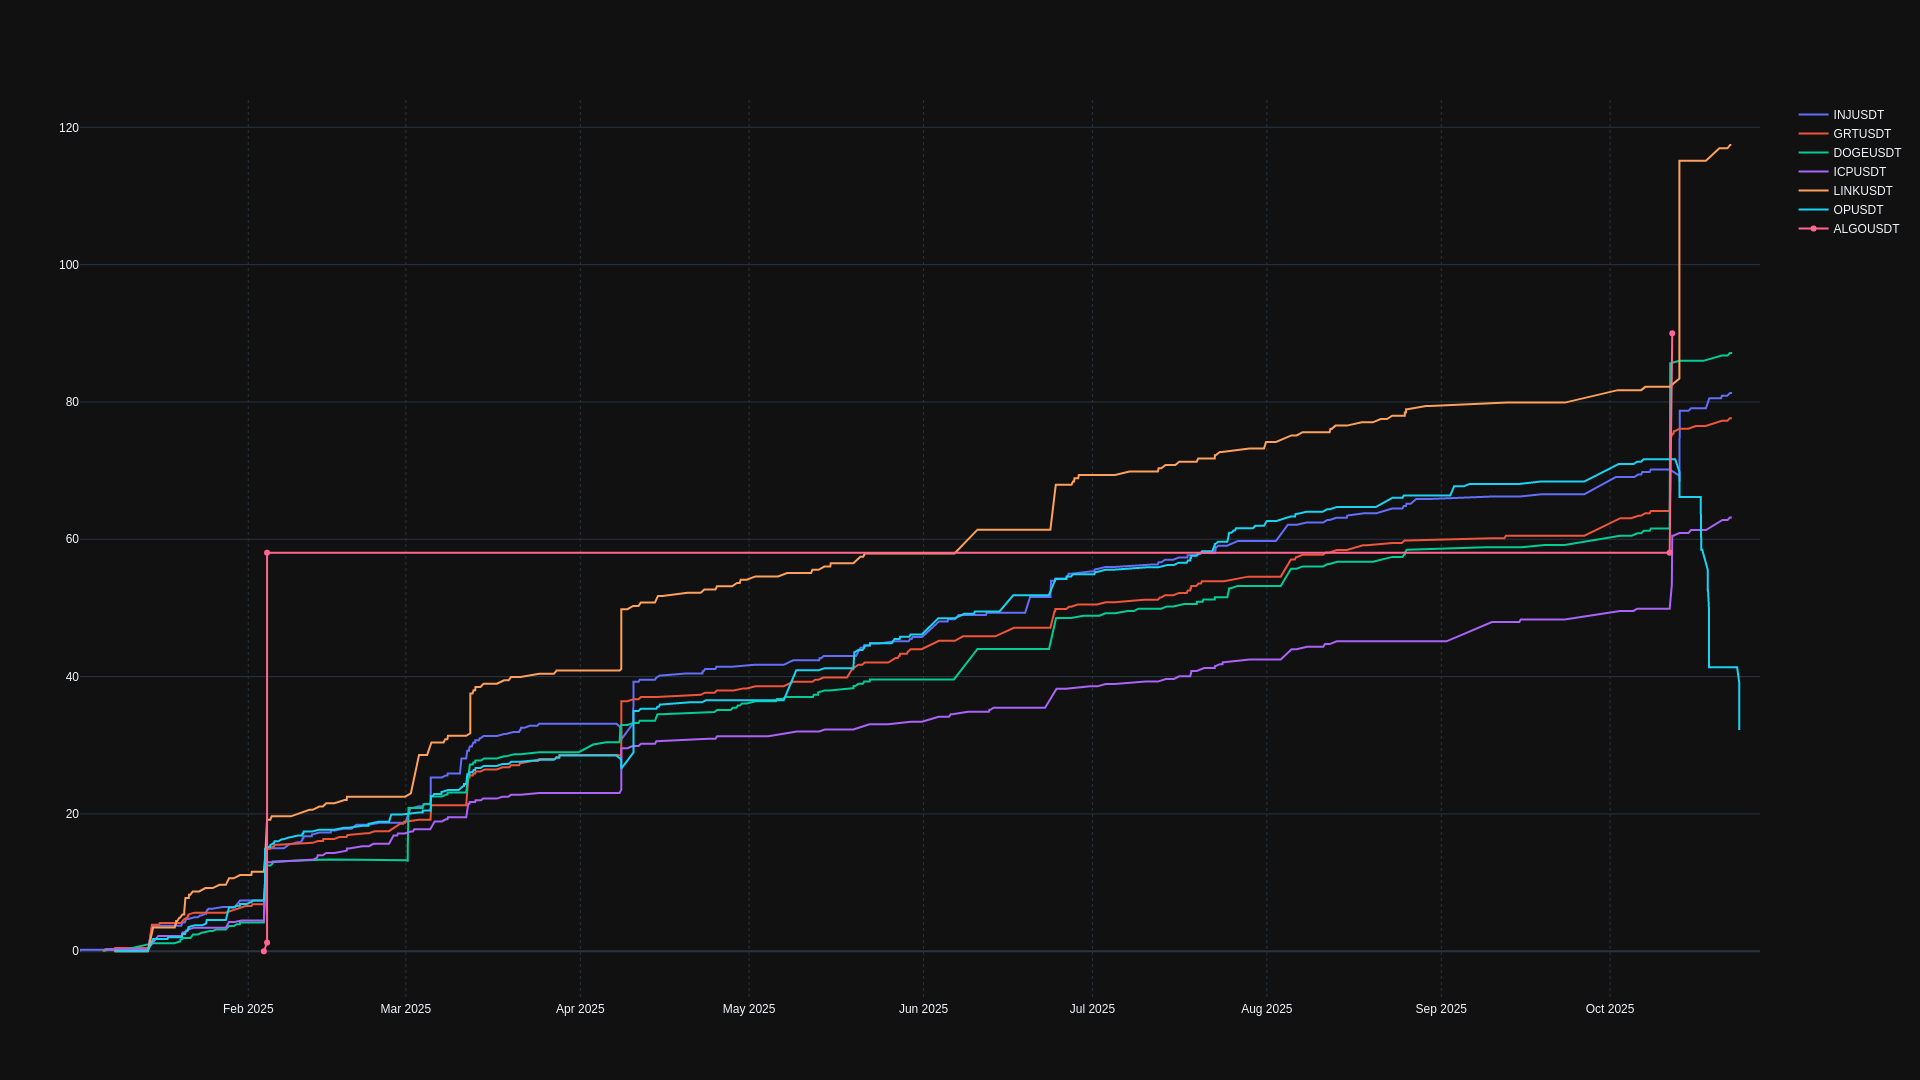 120
100
80
60
40
20
0
Feb 2025
Mar 2025
Apr 2025
May 2025
Jun 2025
Jul 2025
Aug 2025
Sep 2025
Oct 2025
INJUSDT
GRTUSDT
DOGEUSDT
ICPUSDT
LINKUSDT
OPUSDT
ALGOUSDT